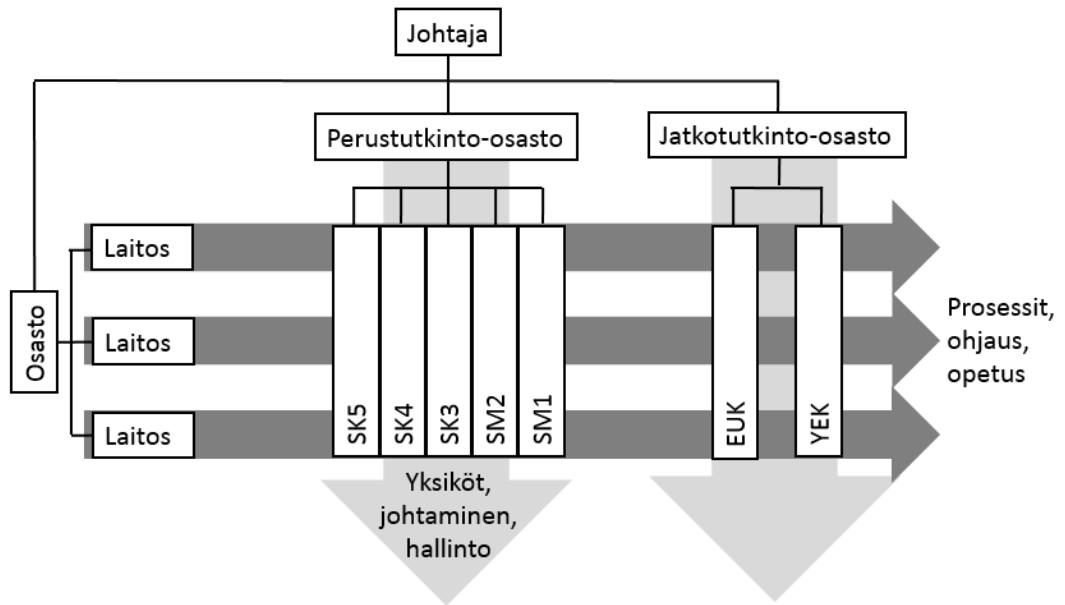 Johtaja
Perustutkinto-osasto
Jatkotutkinto-osasto
Osasto
Laitos
Laitos
Laitos
SK5
SK4
SK3
SM2
SM1
EUK
YEK
Prosessit,
ohjaus,
opetus
Yksiköt,
johtaminen,
hallinto